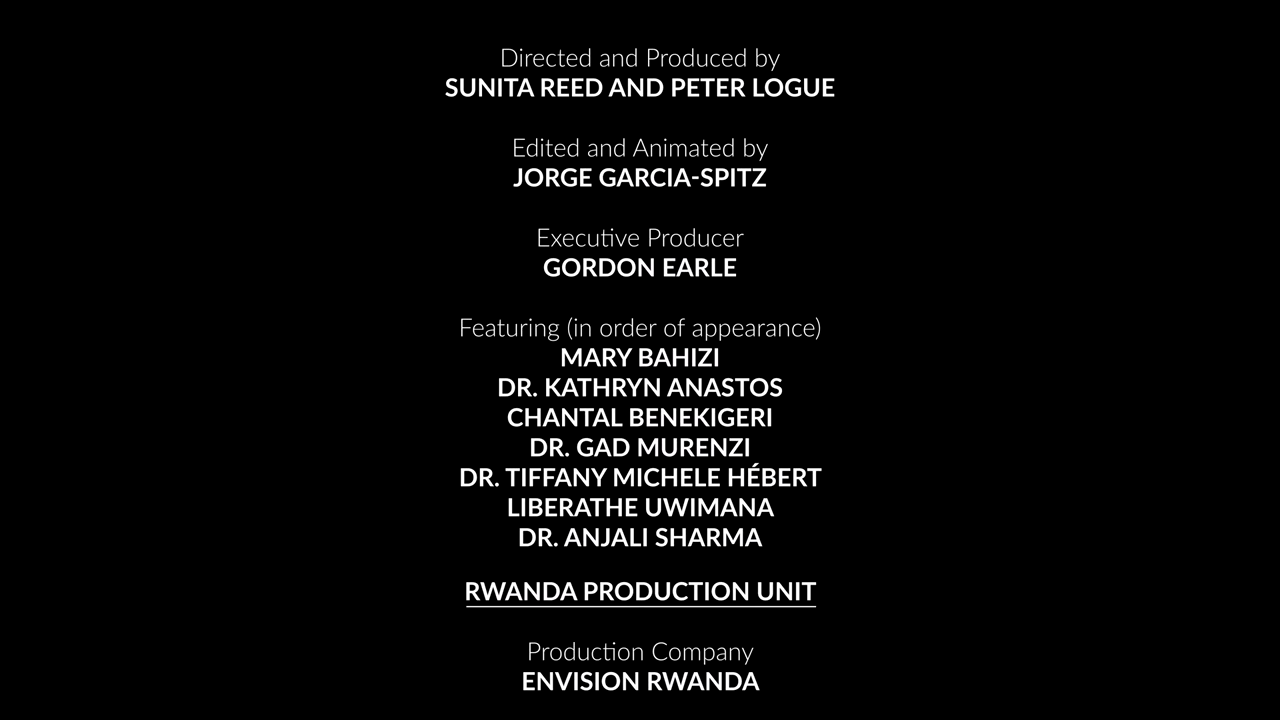 Directed and Produced by
SUNITA REED AND PETER LOGUE
Edited and Animated by
JORGE GARCIA-SPITZ
Executive Producer
GORDON EARLE
Featuring (in order of appearance)
MARY BAHIZI
DR. KATHRYN ANASTOS
CHANTAL BENEKIGERI
DR. GAD MURENZI
DR. TIFFANY MICHELE HÉBERT
LIBERATHE UWIMANA
DR. ANJALI SHARMA
RWANDA PRODUCTION UNIT
Production Company
ENVISION RWANDA